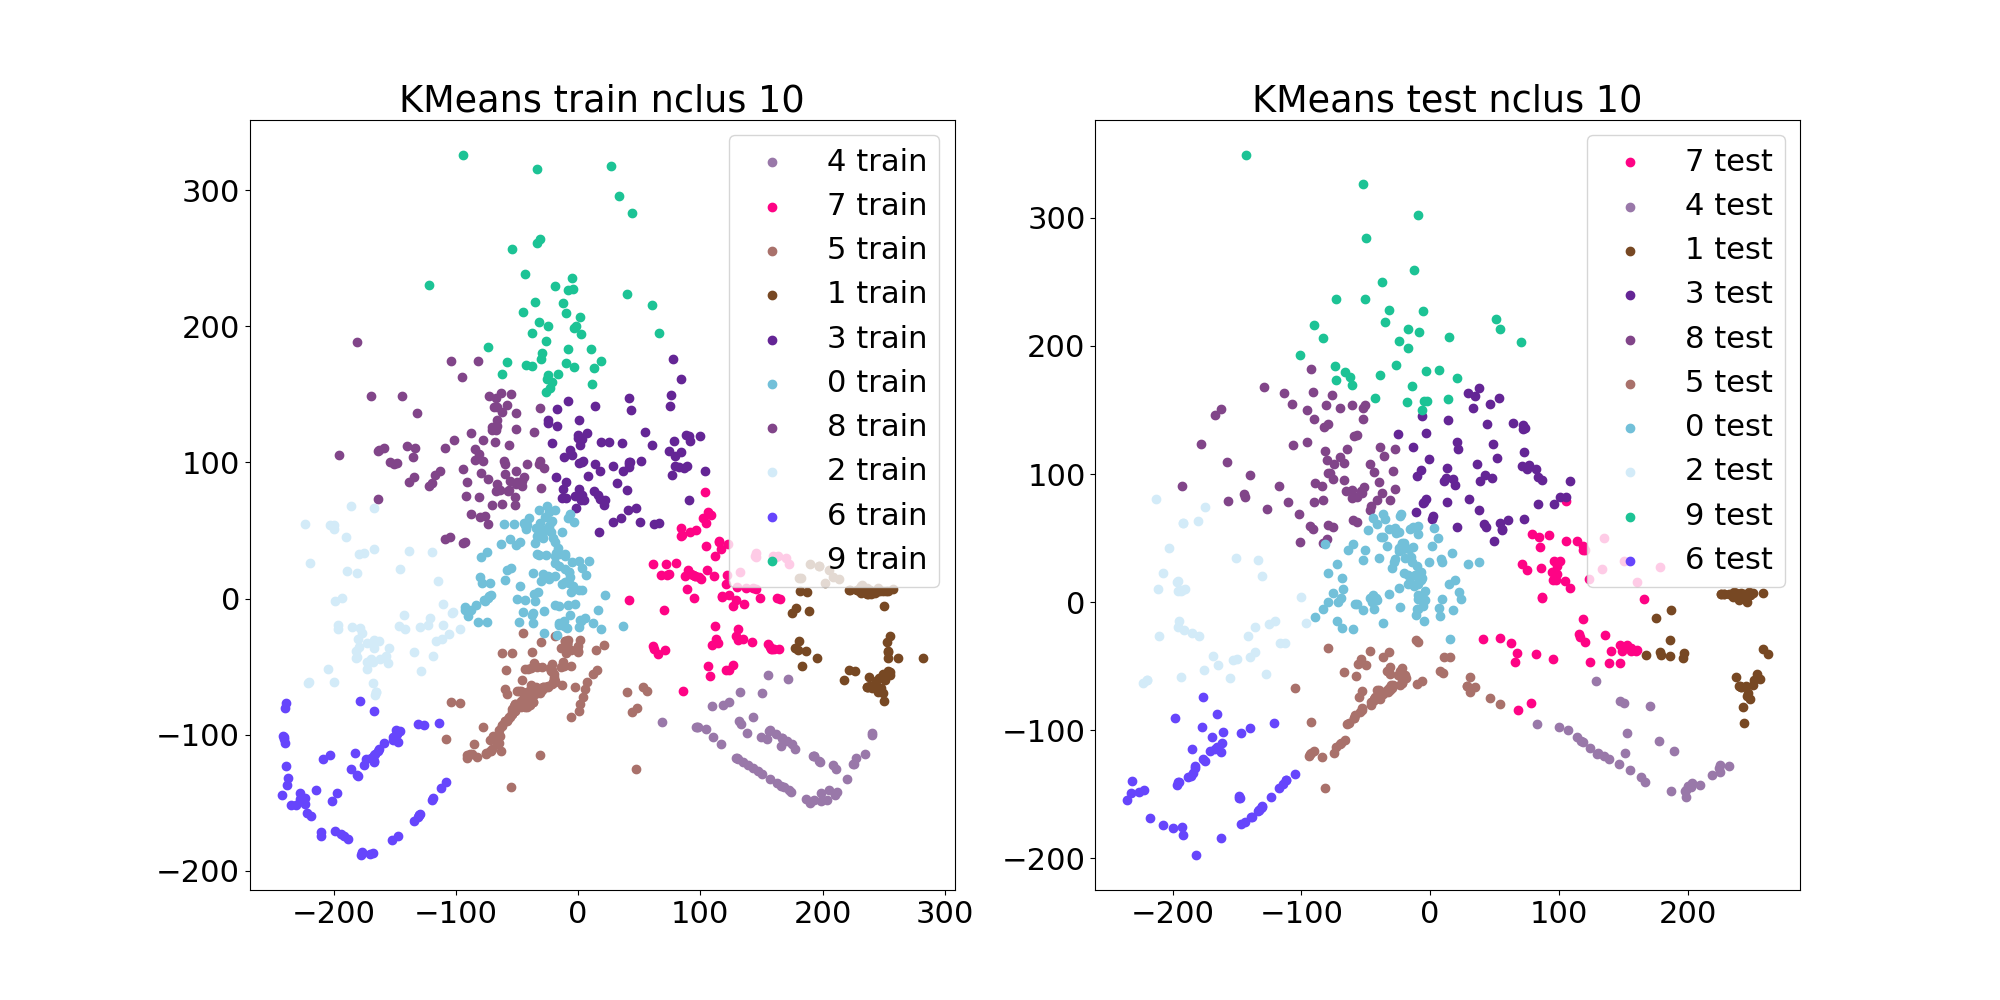 KMeans train nclus 10
300
200
100
0
−100
−200
−200
−100
0
100
200
300
4 train
7 train
5 train
1 train
3 train
0 train
8 train
2 train
6 train
9 train
KMeans test nclus 10
300
200
100
0
−100
−200
−200
−100
0
100
200
7 test
4 test
1 test
3 test
8 test
5 test
0 test
2 test
9 test
6 test